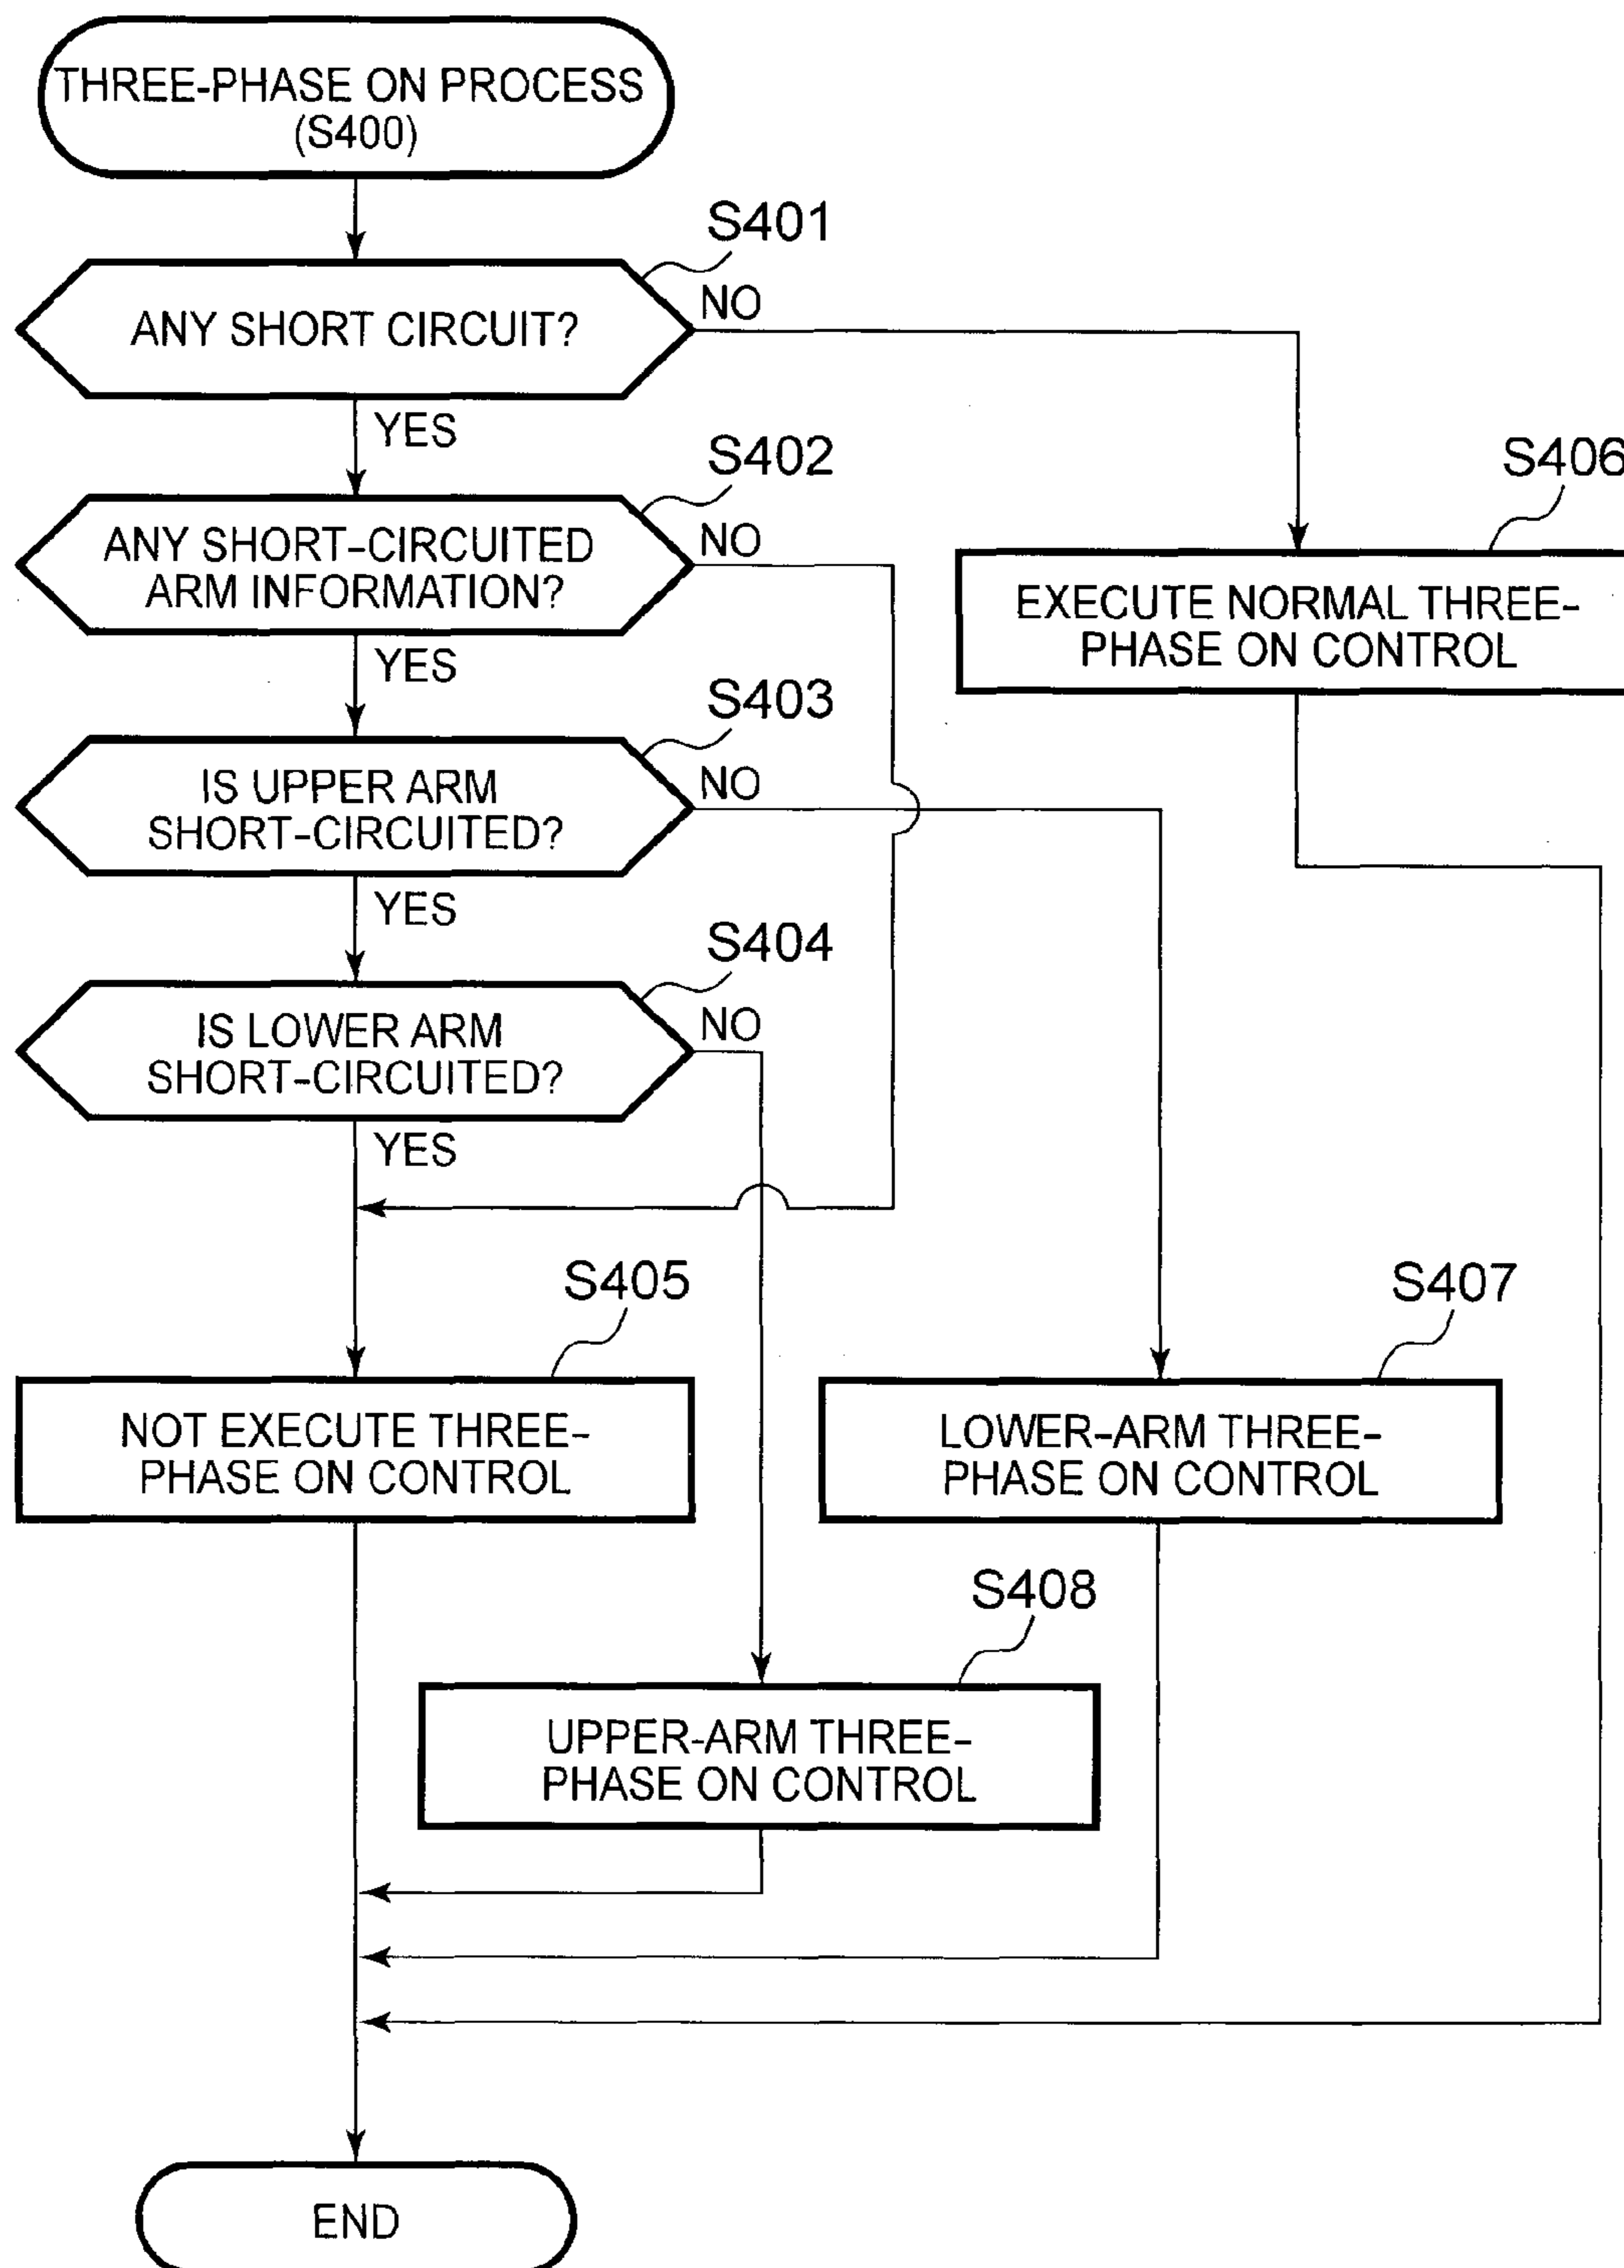 THREE-PHASE ON PROCESS
(S400)
S401
ANY SHORT CIRCUIT?
NO
YES
S402
ANY SHORT-CIRCUITED
ARM INFORMATION?
NO
YES
S406
EXECUTE NORMAL THREE-
PHASE ON CONTROL
S403
IS UPPER ARM
SHORT-CIRCUITED?
NO
YES
S404
IS LOWER ARM
SHORT-CIRCUITED?
NO
YES
S405
NOT EXECUTE THREE-
PHASE ON CONTROL
S407
LOWER-ARM THREE-
PHASE ON CONTROL
S408
UPPER-ARM THREE-
PHASE ON CONTROL
END